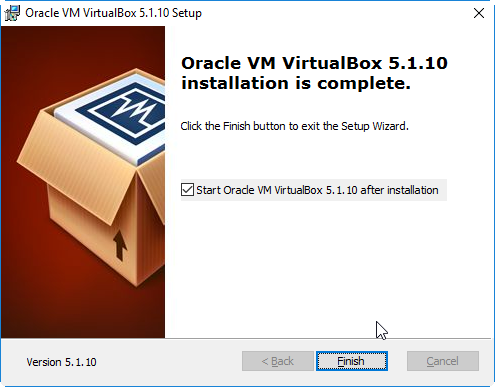 Oracle VM VirtualBox 5.1.10 Setup
Oracle VM VirtualBox 5.1.10
installation is complete.
Click the Finish button to exit the Setup Wizard.
Start Oracle VM VirtualBox 5.1.10 after installation
Version 5.1.10
< Back
Finish
Cancel